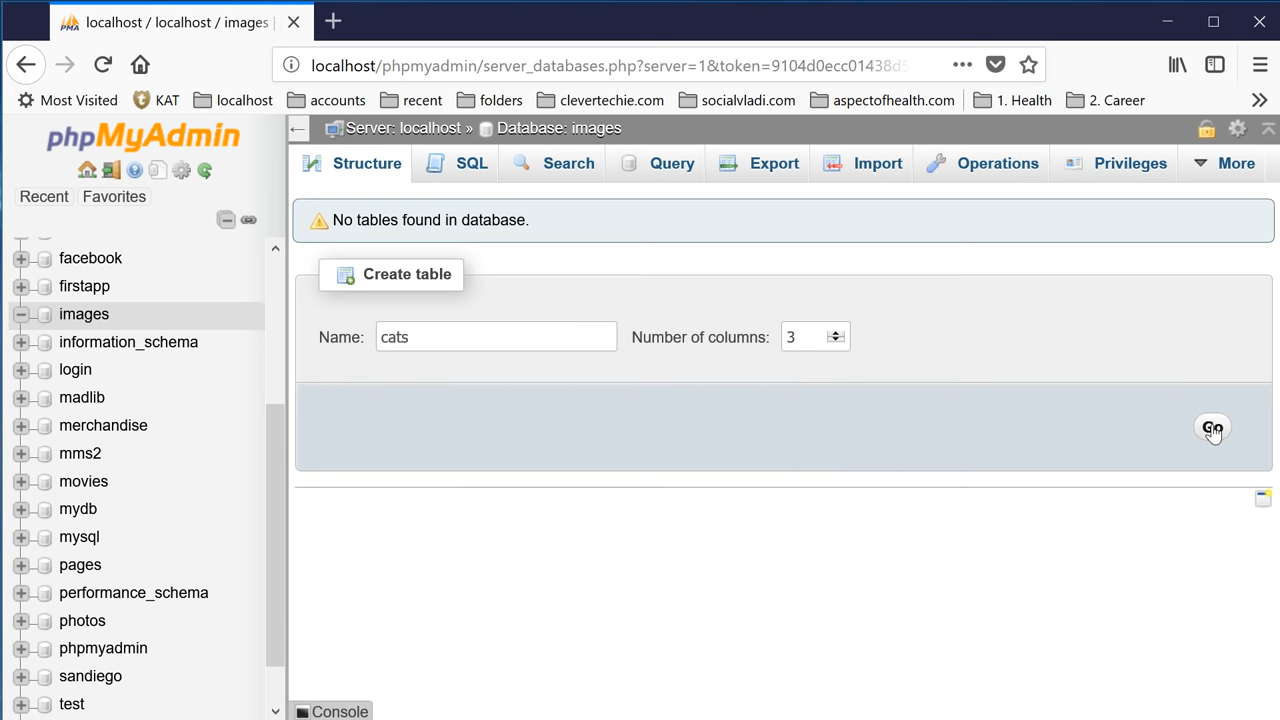 localhost / localhost / images |
localhost/phpmyadmin/server_databases.php?server=1&token=9104d0ecc01438d5
Most Visited KAT localhost accounts recent folders clevertechie.com socialvladi.com aspectofhealth.com 1. Health 2. Career
phpMyAdmin
Recent Favorites
facebook
firstapp
images
information_schema
login
madlib
merchandise
mms2
movies
mydb
mysql
pages
performance_schema
photos
phpmyadmin
sandiego
test
Server: localhost » Database: images
Structure SQL Search Query Export Import Operations Privileges More
No tables found in database.
Create table
Name: cats Number of columns: 3
Go
Console